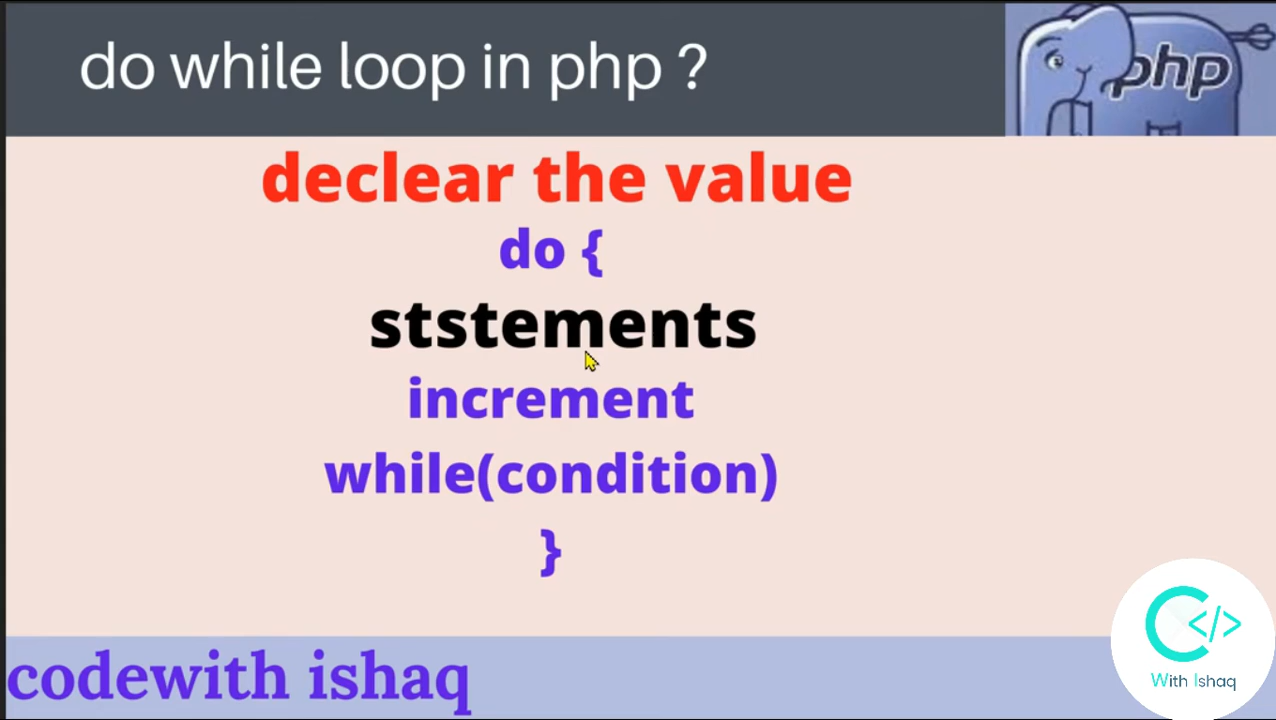 do while loop in php ?
php
declear the value
do {
ststements
increment
while(condition)
}
codewith ishaq
C </>
With Ishaq